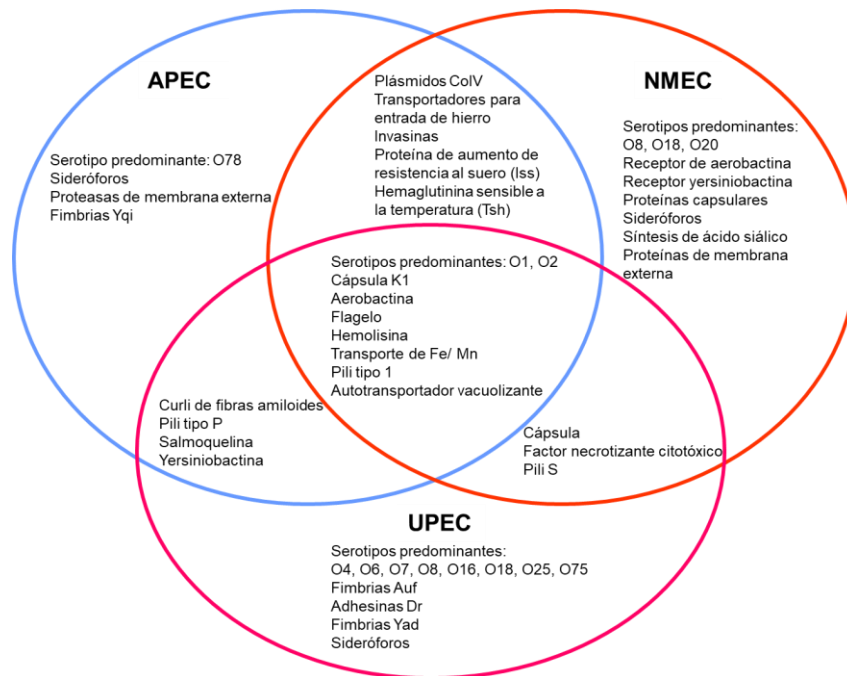 APEC
Serotipo predominante: O78
Sideróforos
Proteasas de membrana externa
Fimbrias Yqi
Plásmidos ColV
Transportadores para
entrada de hierro
Invasinas
Proteína de aumento de
resistencia al suero (Iss)
Hemaglutinina sensible a
la temperatura (Tsh)
NMEC
Serotipos predominantes:
O8, O18, O20
Receptor de aerobactina
Receptor yersiniobactina
Proteínas capsulares
Sideróforos
Síntesis de ácido siálico
Proteínas de membrana
externa
Serotipos predominantes: O1, O2
Cápsula K1
Aerobactina
Flagelo
Hemolisina
Transporte de Fe/ Mn
Pili tipo 1
Autotransportador vacuolizante
Curli de fibras amiloides
Pili tipo P
Salmoquelina
Yersiniobactina
Cápsula
Factor necrotizante citotóxico
Pili S
UPEC
Serotipos predominantes:
O4, O6, O7, O8, O16, O18, O25, O75
Fimbrias Auf
Adhesinas Dr
Fimbrias Yad
Sideróforos